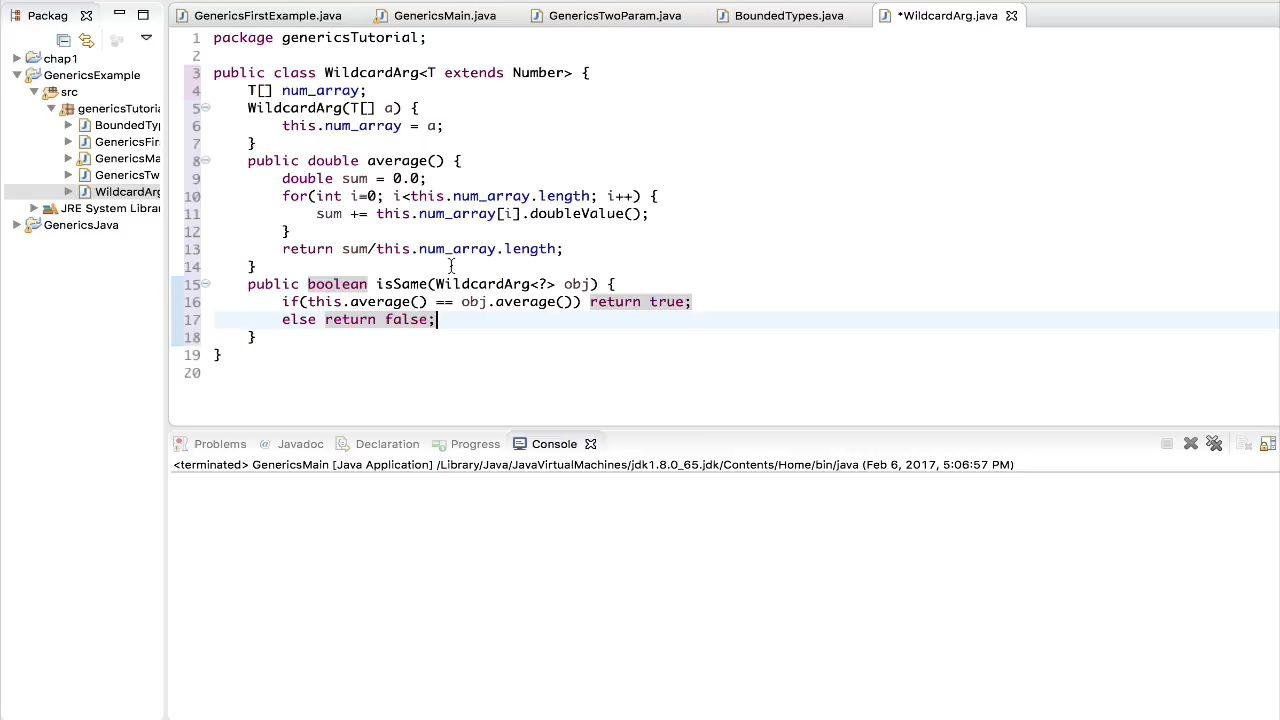 Packag
GenericsFirstExample.java
GenericsMain.java
GenericsTwoParam.java
BoundedTypes.java
*WildcardArg.java
chap1
GenericsExample
src
genericsTutoria
BoundedTy
GenericsFir
GenericsMa
GenericsTw
WildcardArg
JRE System Librar
GenericsJava
1 package genericsTutorial;
2
3 public class WildcardArg<T extends Number> {
4 T[] num_array;
5 WildcardArg(T[] a) {
6 this.num_array = a;
7 }
8 public double average() {
9 double sum = 0.0;
10 for(int i=0; i<this.num_array.length; i++) {
11 sum += this.num_array[i].doubleValue();
12 }
13 return sum/this.num_array.length;
14 }
15 public boolean isSame(WildcardArg<?> obj) {
16 if(this.average() == obj.average()) return true;
17 else return false;
18 }
19 }
20
Problems
@ Javadoc
Declaration
Progress
Console
<terminated> GenericsMain [Java Application] /Library/Java/JavaVirtualMachines/jdk1.8.0_65.jdk/Contents/Home/bin/java (Feb 6, 2017, 5:06:57 PM)